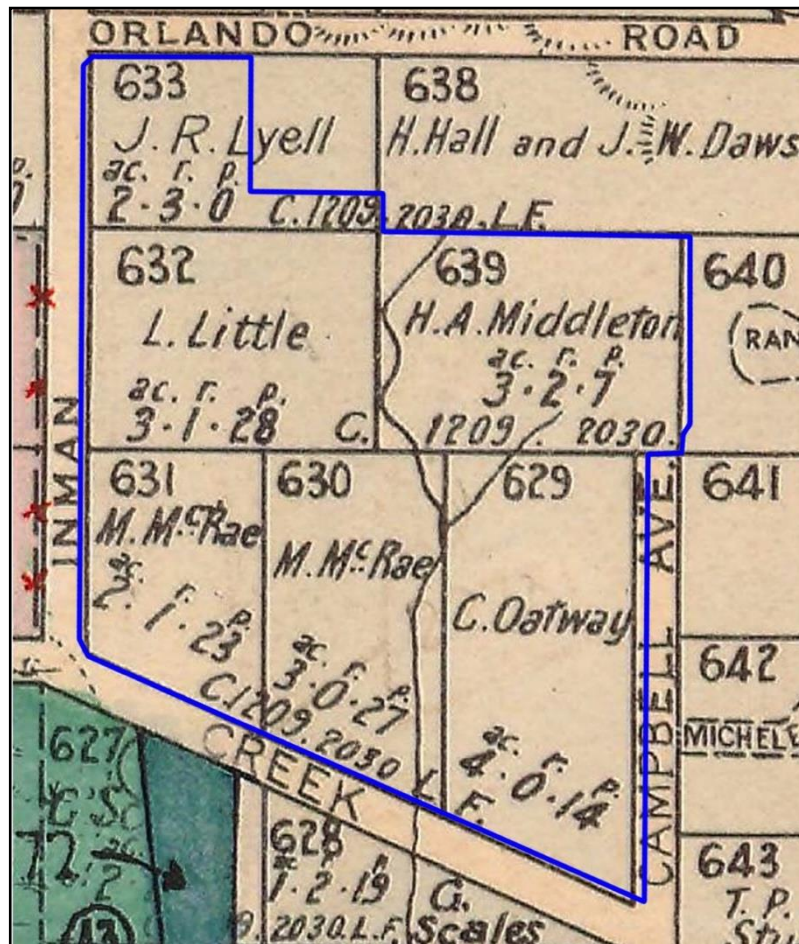 ORLANDO ROAD
633
J. R. Lyell
ac. r. p.
2·3·0
C.1209.2030.L.F.
638
H.Hall and J. W. Daws
632
L. Little
ac. r. p.
3·1·28 C.
639
H.A.Middleton
ac. r. p.
3·2·7
1209. 2030.
640
RAN
INMAN
631
M. McRae
ac. r. p.
2·1·23
630
M. McRae
ac. r. p.
3·0·27
C.1209.2030 L.F.
629
C. Oatway
ac. r. p.
4·0·14
CAMPBELL AVE.
641
642
MICHELE
643
T. P.
CREEK
627
72
43
628
1·2·19
G.
Scales
2030.L.F.